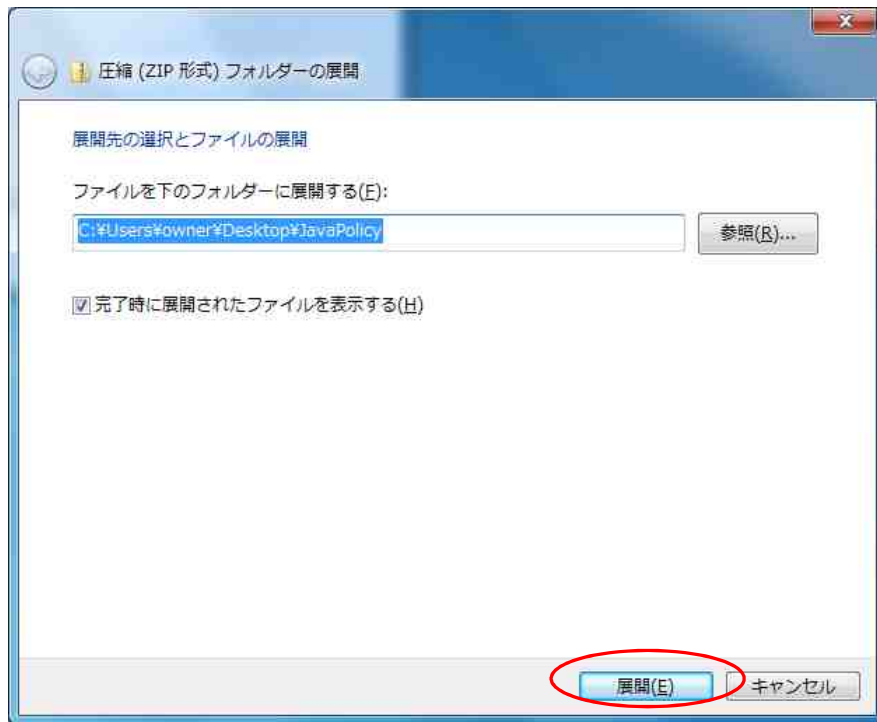 圧縮 (ZIP 形式) フォルダーの展開
展開先の選択とファイルの展開
ファイルを下のフォルダーに展開する(F):
C:¥Users¥owner¥Desktop¥JavaPolicy
参照(R)...
完了時に展開されたファイルを表示する(H)
展開(E)
キャンセル